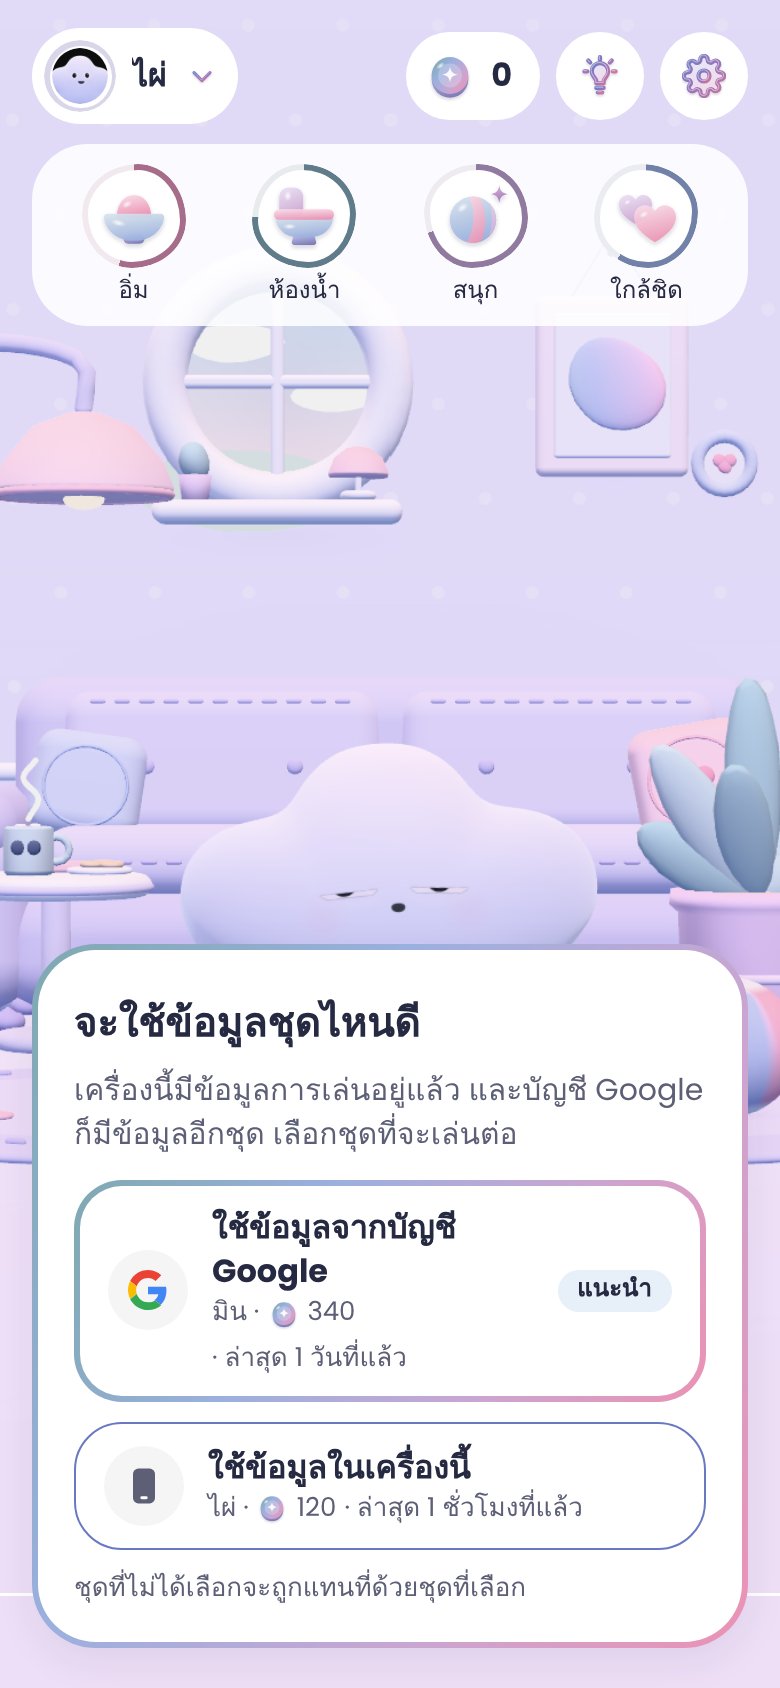 ไผ่
0
อิ่ม
ห้องน้ำ
สนุก
ใกล้ชิด
จะใช้ข้อมูลชุดไหนดี
เครื่องนี้มีข้อมูลการเล่นอยู่แล้ว และบัญชี Google
ก็มีข้อมูลอีกชุด เลือกชุดที่จะเล่นต่อ
ใช้ข้อมูลจากบัญชี
Google
มิน · 340
· ล่าสุด 1 วันที่แล้ว
แนะนำ
ใช้ข้อมูลในเครื่องนี้
ไผ่ · 120 · ล่าสุด 1 ชั่วโมงที่แล้ว
ชุดที่ไม่ได้เลือกจะถูกแทนที่ด้วยชุดที่เลือก